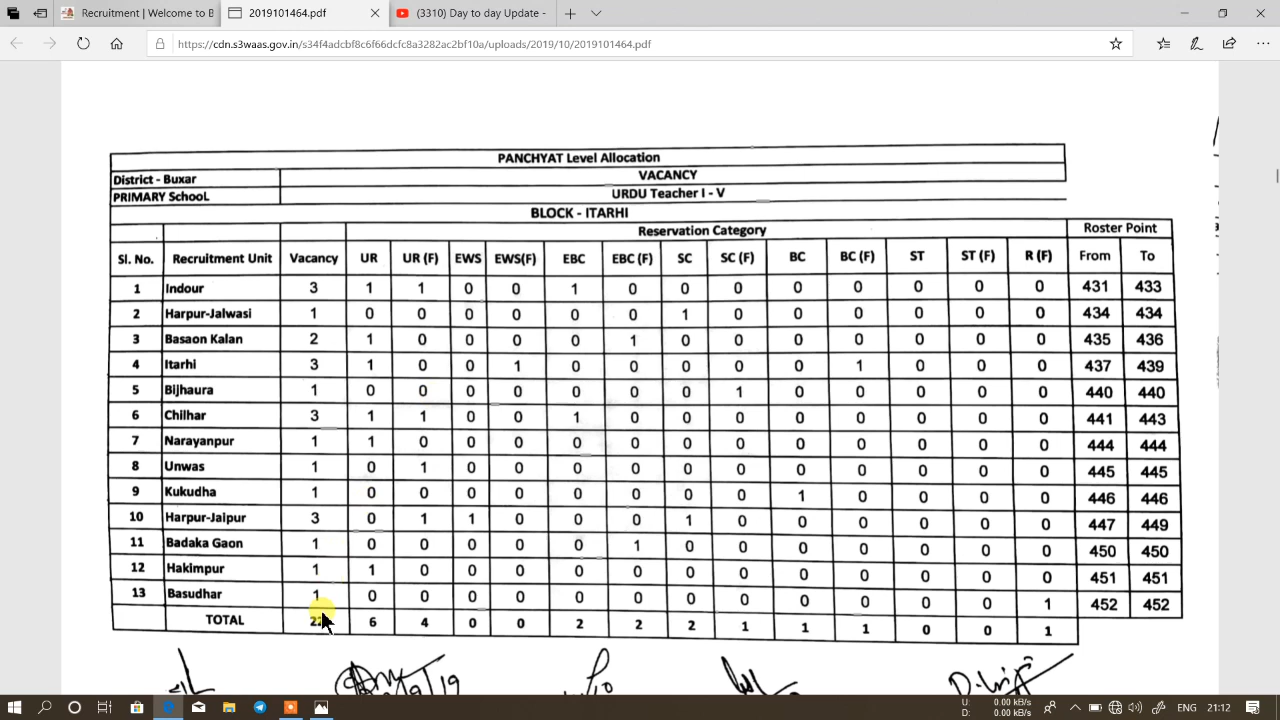 Recruitment | Welcome to B
2019101464.pdf
(3310) Day to day Update -
https://cdn.s3waas.gov.in/s34f4adcbf8c6f66dcfc8a3282ac2bf10a/uploads/2019/10/2019101464.pdf
PANCHYAT Level Allocation
District - Buxar VACANCY
PRIMARY SchooL URDU Teacher I - V
BLOCK - ITARHI
Reservation Category Roster Point
Sl. No. Recruitment Unit Vacancy UR UR (F) EWS EWS(F) EBC EBC (F) SC SC (F) BC BC (F) ST ST (F) R (F) From To
1 Indour 3 1 1 0 0 1 0 0 0 0 0 0 0 0 431 433
2 Harpur-Jalwasi 1 0 0 0 0 0 0 1 0 0 0 0 0 0 434 434
3 Basaon Kalan 2 1 0 0 0 0 1 0 0 0 0 0 0 0 435 436
4 Itarhi 3 1 0 0 1 0 0 0 0 0 1 0 0 0 437 439
5 Bijhaura 1 0 0 0 0 0 0 0 1 0 0 0 0 0 440 440
6 Chilhar 3 1 1 0 0 1 0 0 0 0 0 0 0 0 441 443
7 Narayanpur 1 1 0 0 0 0 0 0 0 0 0 0 0 0 444 444
8 Unwas 1 0 1 0 0 0 0 0 0 0 0 0 0 0 445 445
9 Kukudha 1 0 0 0 0 0 0 0 0 1 0 0 0 0 446 446
10 Harpur-Jaipur 3 0 1 1 0 0 0 1 0 0 0 0 0 0 447 449
11 Badaka Gaon 1 0 0 0 0 0 1 0 0 0 0 0 0 0 450 450
12 Hakimpur 1 1 0 0 0 0 0 0 0 0 0 0 0 0 451 451
13 Basudhar 1 0 0 0 0 0 0 0 0 0 0 0 0 1 452 452
TOTAL 22 6 4 0 0 2 2 2 1 1 1 0 0 1
U: 0.00 kB/s
D: 0.00 kB/s
ENG 21:12